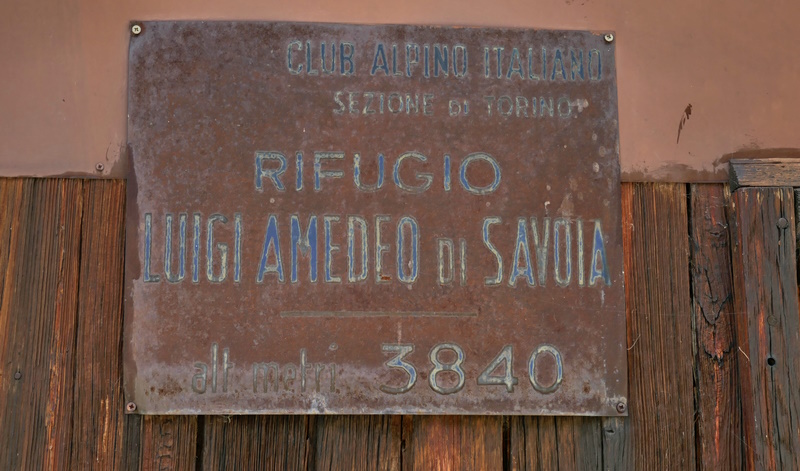 CLUB ALPINO ITALIANO
SEZIONE DI TORINO
RIFUGIO
LUIGI AMEDEO DI SAVOIA
alt. metri 3840